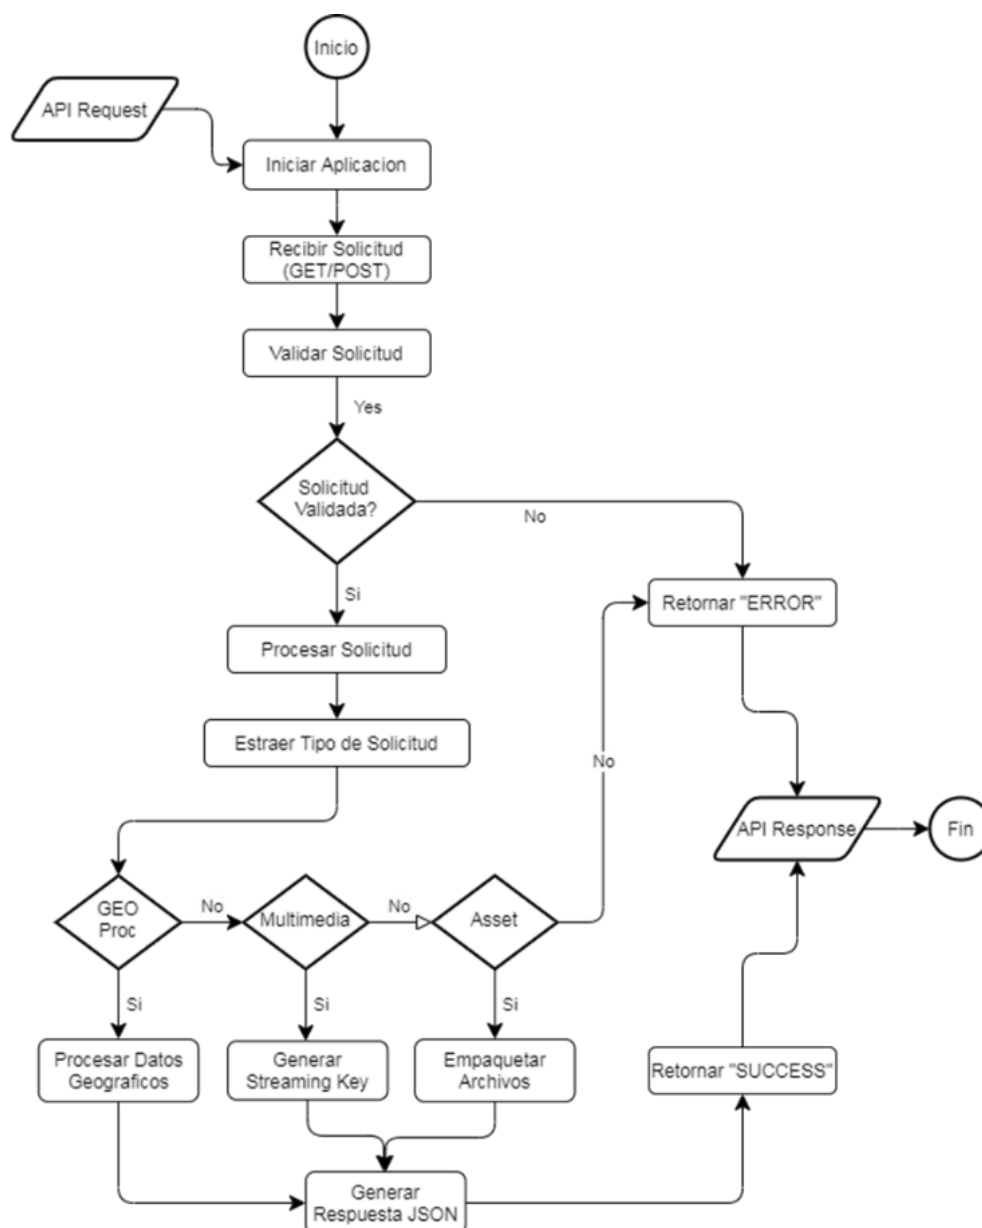 Inicio
API Request
Iniciar Aplicacion
Recibir Solicitud
(GET/POST)
Validar Solicitud
Yes
Solicitud
Validada?
No
Si
Retornar "ERROR"
Procesar Solicitud
Estraer Tipo de Solicitud
No
API Response
Fin
GEO
Proc
No
Multimedia
No
Asset
Si
Si
Si
Procesar Datos
Geograficos
Generar
Streaming Key
Empaquetar
Archivos
Retornar "SUCCESS"
Generar
Respuesta JSON